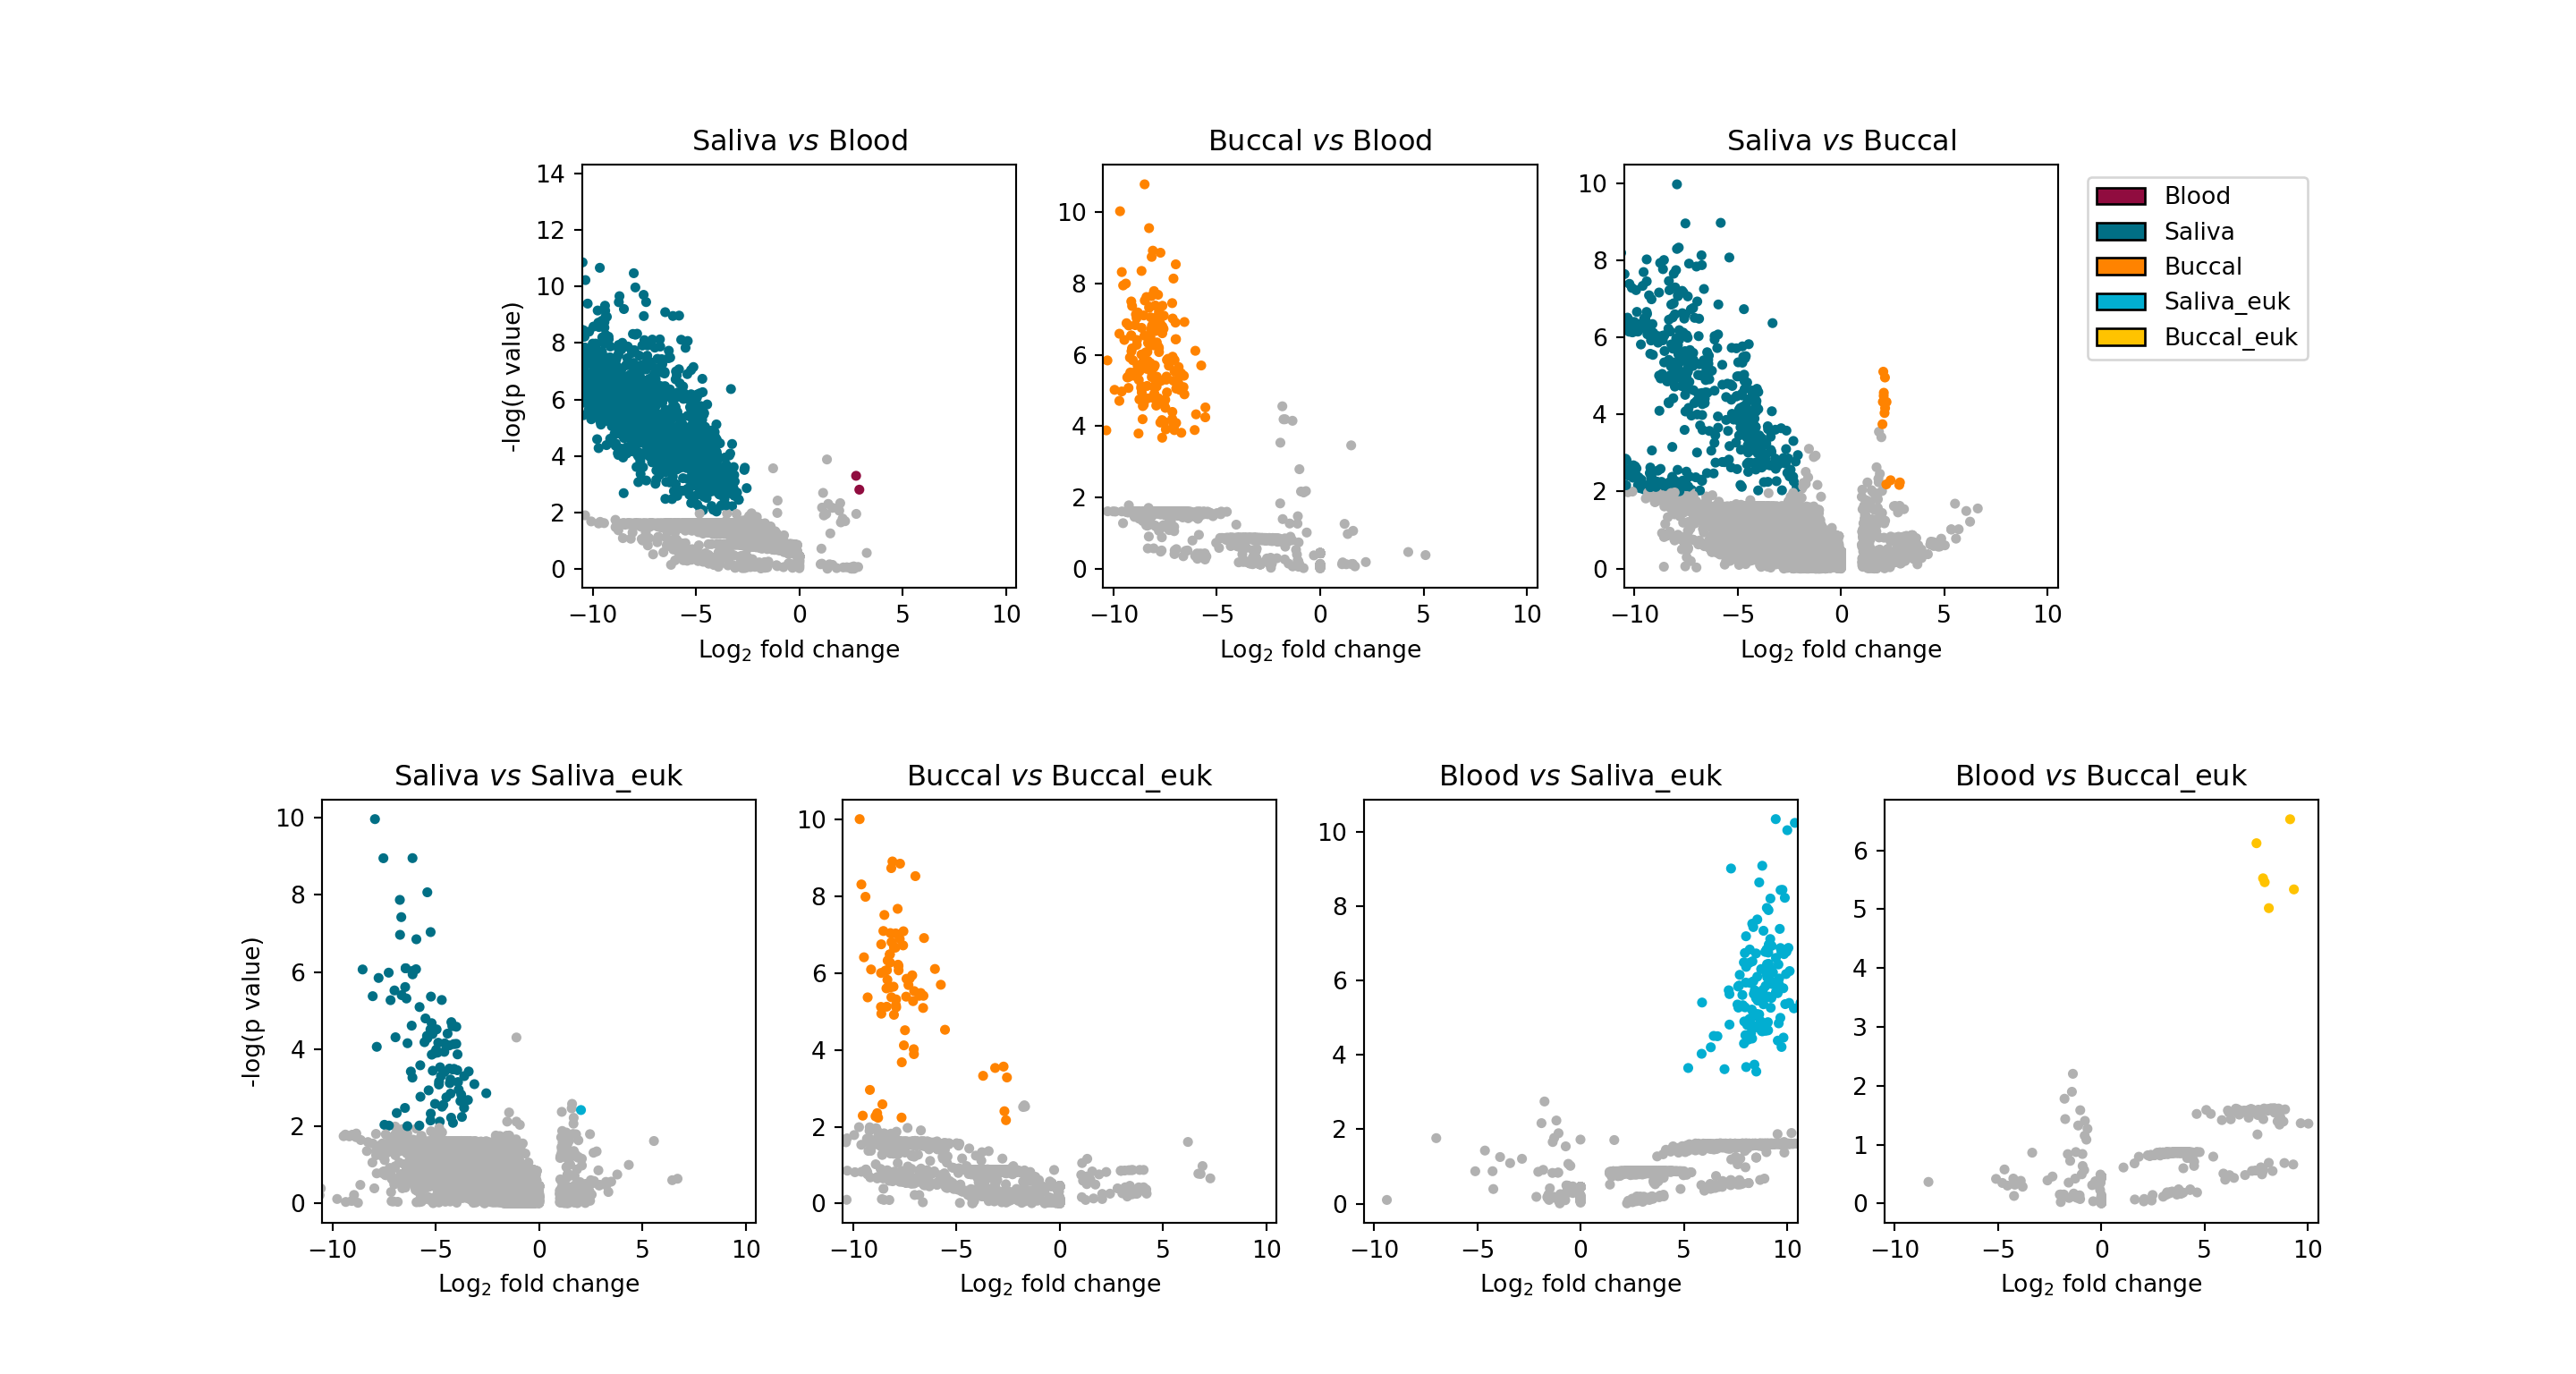 Saliva vs Blood
14
12
10
8
6
4
2
0
-log(p value)
−10 −5 0 5 10
Log₂ fold change
Buccal vs Blood
10
8
6
4
2
0
−10 −5 0 5 10
Log₂ fold change
Saliva vs Buccal
10
8
6
4
2
0
−10 −5 0 5 10
Log₂ fold change
Blood
Saliva
Buccal
Saliva_euk
Buccal_euk
Saliva vs Saliva_euk
10
8
6
4
2
0
-log(p value)
−10 −5 0 5 10
Log₂ fold change
Buccal vs Buccal_euk
10
8
6
4
2
0
−10 −5 0 5 10
Log₂ fold change
Blood vs Saliva_euk
10
8
6
4
2
0
−10 −5 0 5 10
Log₂ fold change
Blood vs Buccal_euk
6
5
4
3
2
1
0
−10 −5 0 5 10
Log₂ fold change